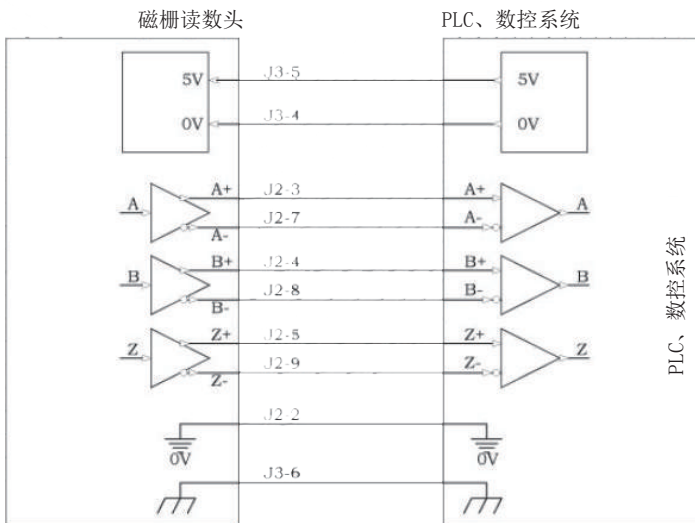 磁栅读数头
PLC、数控系统
5V J3-5 5V
0V J3-4 0V
A A+ J2-3 A+ A
A- J2-7 A-
B B+ J2-4 B+ B
B- J2-8 B-
Z Z+ J2-5 Z+ Z
Z- J2-9 Z-
J2-2
0V 0V
J3-6
PLC、数控系统